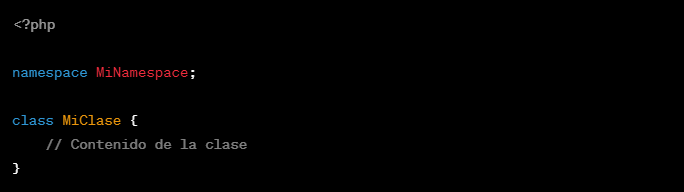 <?php
namespace MiNamespace;
class MiClase {
// Contenido de la clase
}